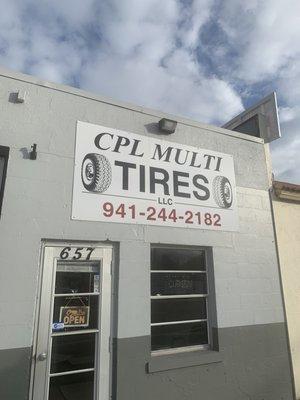 CPL MULTI
TIRES
LLC
941-244-2182
657
OPEN